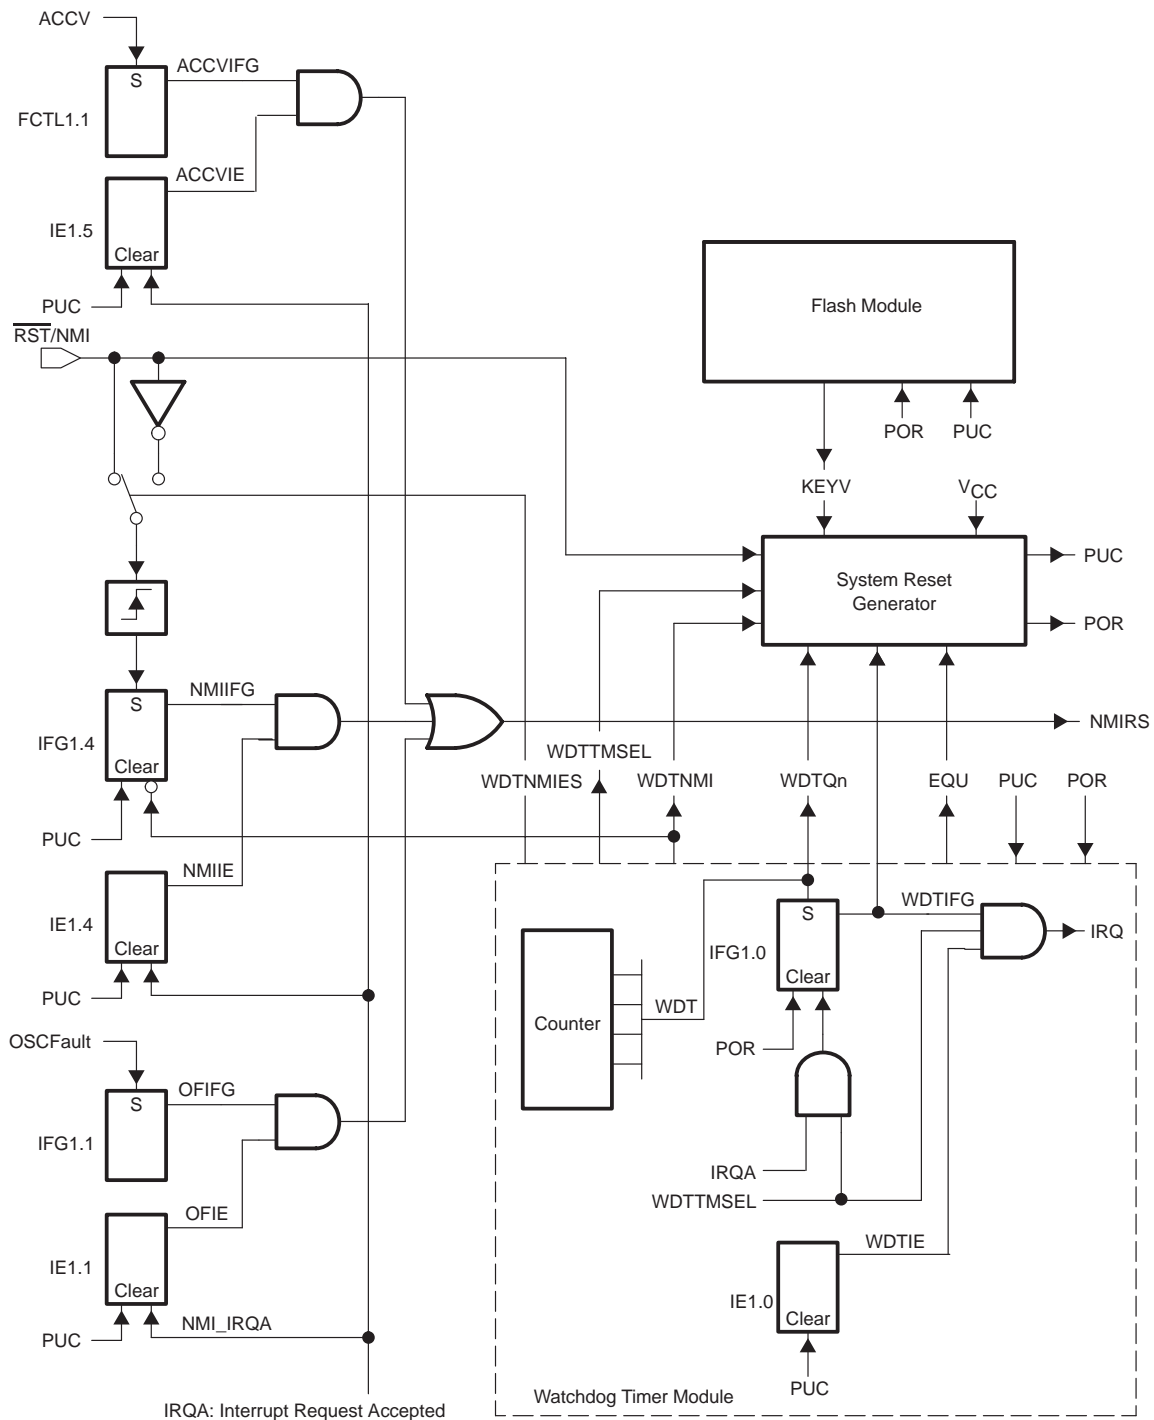 ACCV
S
ACCVIFG
FCTL1.1
ACCVIE
IE1.5
Clear
PUC
RST/NMI
Flash Module
POR
PUC
KEYV
VCC
System Reset
Generator
PUC
POR
S
NMIIFG
IFG1.4
Clear
PUC
NMIRS
WDTTMSEL
WDTNMIES
WDTNMI
WDTQn
EQU
PUC
POR
NMIIE
IE1.4
Clear
PUC
S
WDTIFG
IRQ
IFG1.0
Clear
Counter
WDT
POR
OSCFault
S
OFIFG
IFG1.1
IRQA
WDTTMSEL
OFIE
IE1.1
Clear
PUC
NMI_IRQA
WDTIE
IE1.0
Clear
PUC
Watchdog Timer Module
IRQA: Interrupt Request Accepted